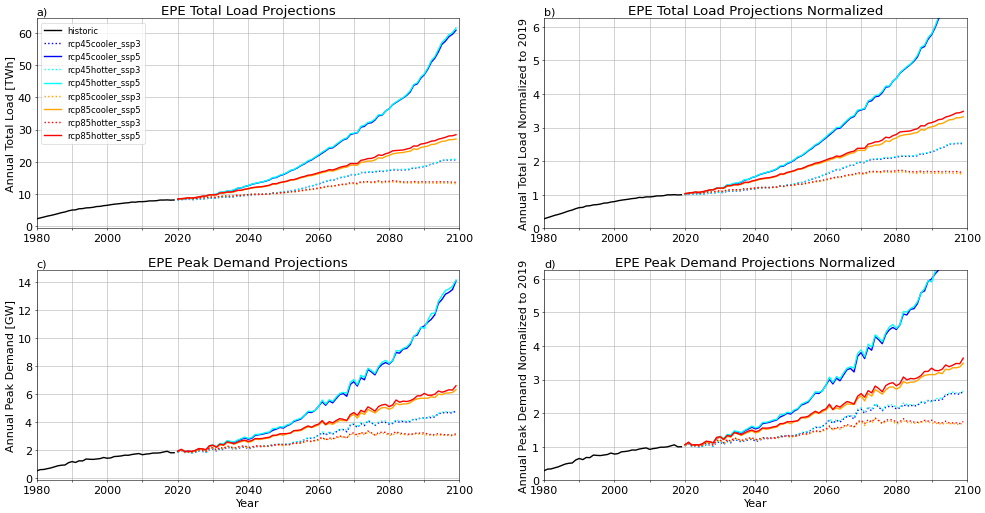 a)
EPE Total Load Projections
Annual Total Load [TWh]
60
50
40
30
20
10
0
1980
2000
2020
2040
2060
2080
2100
historic
rcp45cooler_ssp3
rcp45cooler_ssp5
rcp45hotter_ssp3
rcp45hotter_ssp5
rcp85cooler_ssp3
rcp85cooler_ssp5
rcp85hotter_ssp3
rcp85hotter_ssp5
b)
EPE Total Load Projections Normalized
Annual Total Load Normalized to 2019
6
5
4
3
2
1
0
1980
2000
2020
2040
2060
2080
2100
c)
EPE Peak Demand Projections
Annual Peak Demand [GW]
14
12
10
8
6
4
2
0
1980
2000
2020
2040
2060
2080
2100
Year
d)
EPE Peak Demand Projections Normalized
Annual Peak Demand Normalized to 2019
6
5
4
3
2
1
0
1980
2000
2020
2040
2060
2080
2100
Year